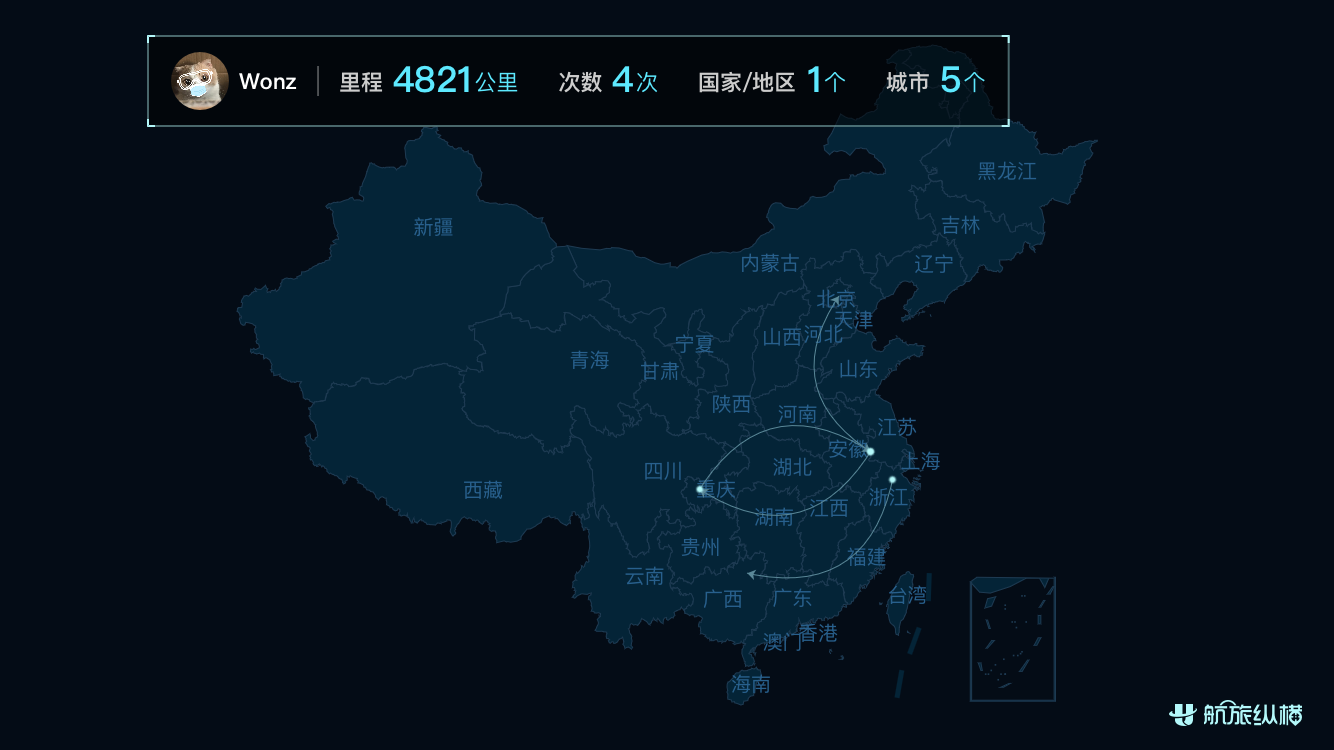 Wonz 里程 4821公里 次数 4次 国家/地区 1个 城市 5个
黑龙江
新疆
吉林
内蒙古
辽宁
北京
天津
山西
河北
宁夏
青海
甘肃
山东
陕西
河南
江苏
安徽
上海
四川
湖北
西藏
重庆
浙江
湖南
江西
贵州
福建
云南
广西
广东
台湾
澳门
香港
海南
航旅纵横